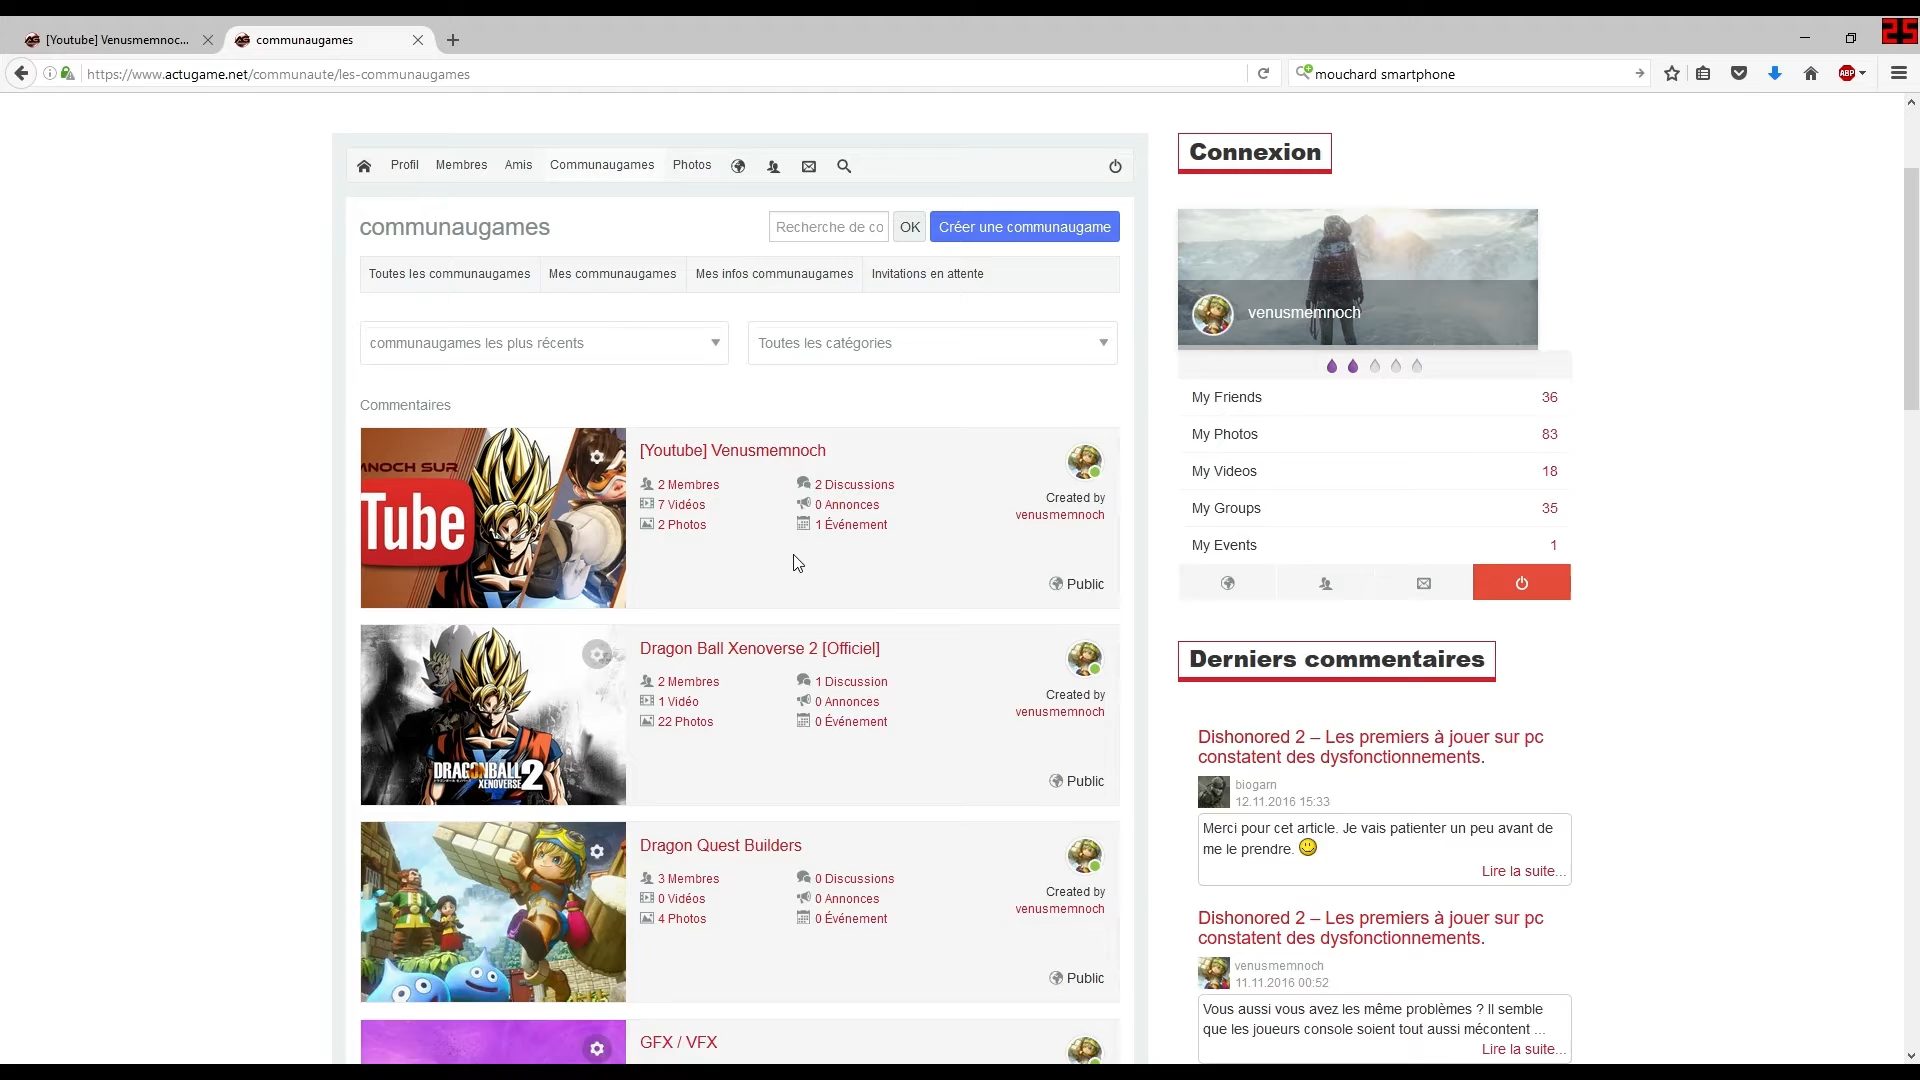 [Youtube] Venusmemnoc...
communaugames
25
https://www.actugame.net/communaute/les-communaugames
mouchard smartphone
ABP
Profil Membres Amis Communaugames Photos
communaugames
Recherche de co
OK
Créer une communaugame
Toutes les communaugames
Mes communaugames
Mes infos communaugames
Invitations en attente
communaugames les plus récents
Toutes les catégories
Commentaires
MNOCH SUR
Tube
[Youtube] Venusmemnoch
2 Membres
2 Discussions
7 Vidéos
0 Annonces
2 Photos
1 Événement
Created by
venusmemnoch
Public
DRAGONBALL
XENOVERSE 2
Dragon Ball Xenoverse 2 [Officiel]
2 Membres
1 Discussion
1 Vidéo
0 Annonces
22 Photos
0 Événement
Created by
venusmemnoch
Public
Dragon Quest Builders
3 Membres
0 Discussions
0 Vidéos
0 Annonces
4 Photos
0 Événement
Created by
venusmemnoch
Public
GFX / VFX
Connexion
venusmemnoch
My Friends 36
My Photos 83
My Videos 18
My Groups 35
My Events 1
Derniers commentaires
Dishonored 2 – Les premiers à jouer sur pc
constatent des dysfonctionnements.
biogarn
12.11.2016 15:33
Merci pour cet article. Je vais patienter un peu avant de
me le prendre.
Lire la suite...
Dishonored 2 – Les premiers à jouer sur pc
constatent des dysfonctionnements.
venusmemnoch
11.11.2016 00:52
Vous aussi vous avez les même problèmes ? Il semble
que les joueurs console soient tout aussi mécontent ...
Lire la suite...